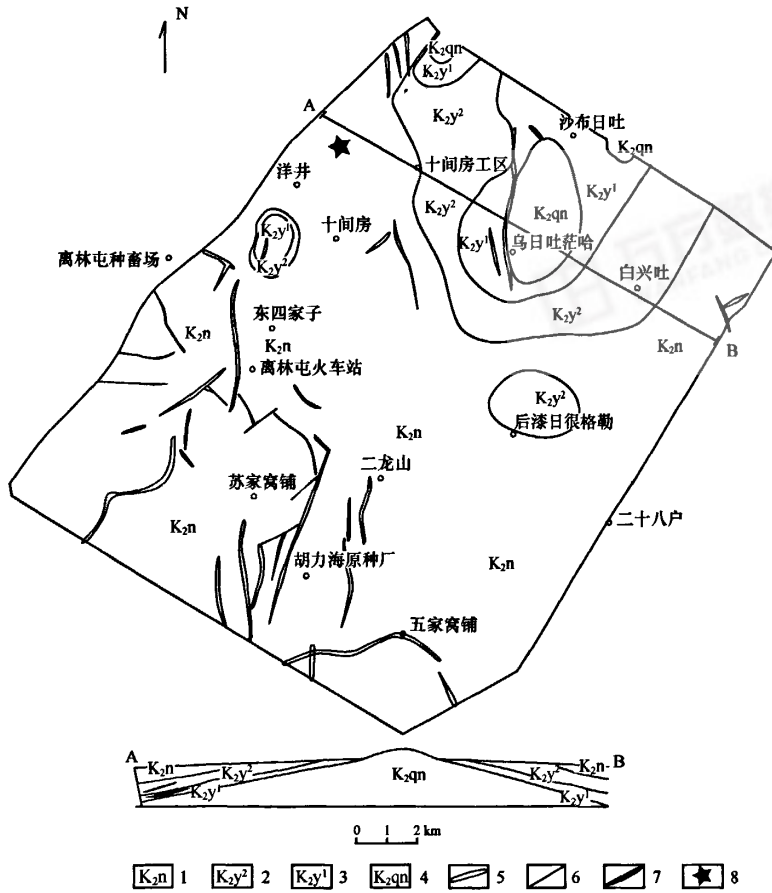 N
K₂qn
K₂y¹
A
K₂y²
沙布日吐
K₂qn
洋井
十间房工区
K₂y¹
K₂y²
K₂qn
K₂y¹
十间房
K₂y¹
乌日吐茫哈
离林屯种畜场
K₂y²
白兴吐
东四家子
K₂y²
K₂n
K₂n
K₂n
B
离林屯火车站
K₂y²
后漆日很格勒
K₂n
二龙山
苏家窝铺
二十八户
K₂n
K₂n
胡力海原种厂
五家窝铺
A
K₂n
K₂y²
K₂y¹
K₂qn
K₂y²
K₂n
B
K₂y¹
0 1 2 km
K₂n 1 K₂y² 2 K₂y¹ 3 K₂qn 4 5 6 7 8